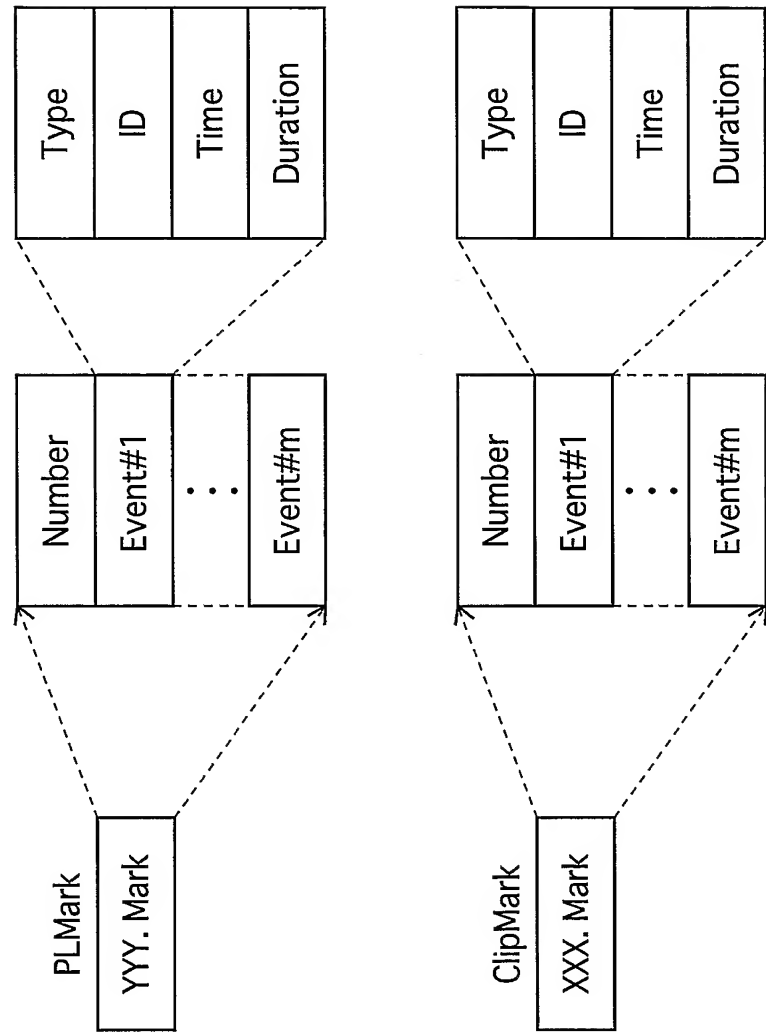 PLMark
YYY. Mark
Number
Event#1
• • •
Event#m
Type
ID
Time
Duration
ClipMark
XXX. Mark
Number
Event#1
• • •
Event#m
Type
ID
Time
Duration